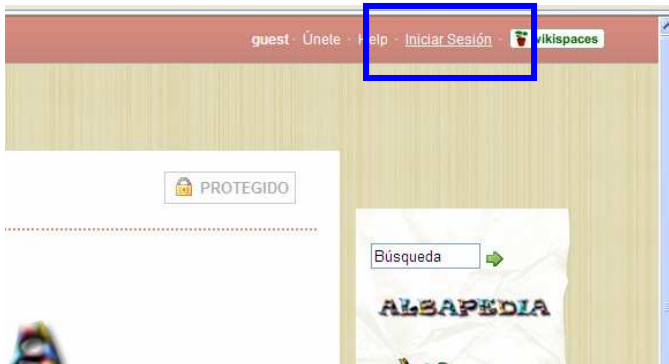 guest · Únete · Help · Iniciar Sesión · wikispaces
PROTEGIDO
Búsqueda
ALBAPEDIA